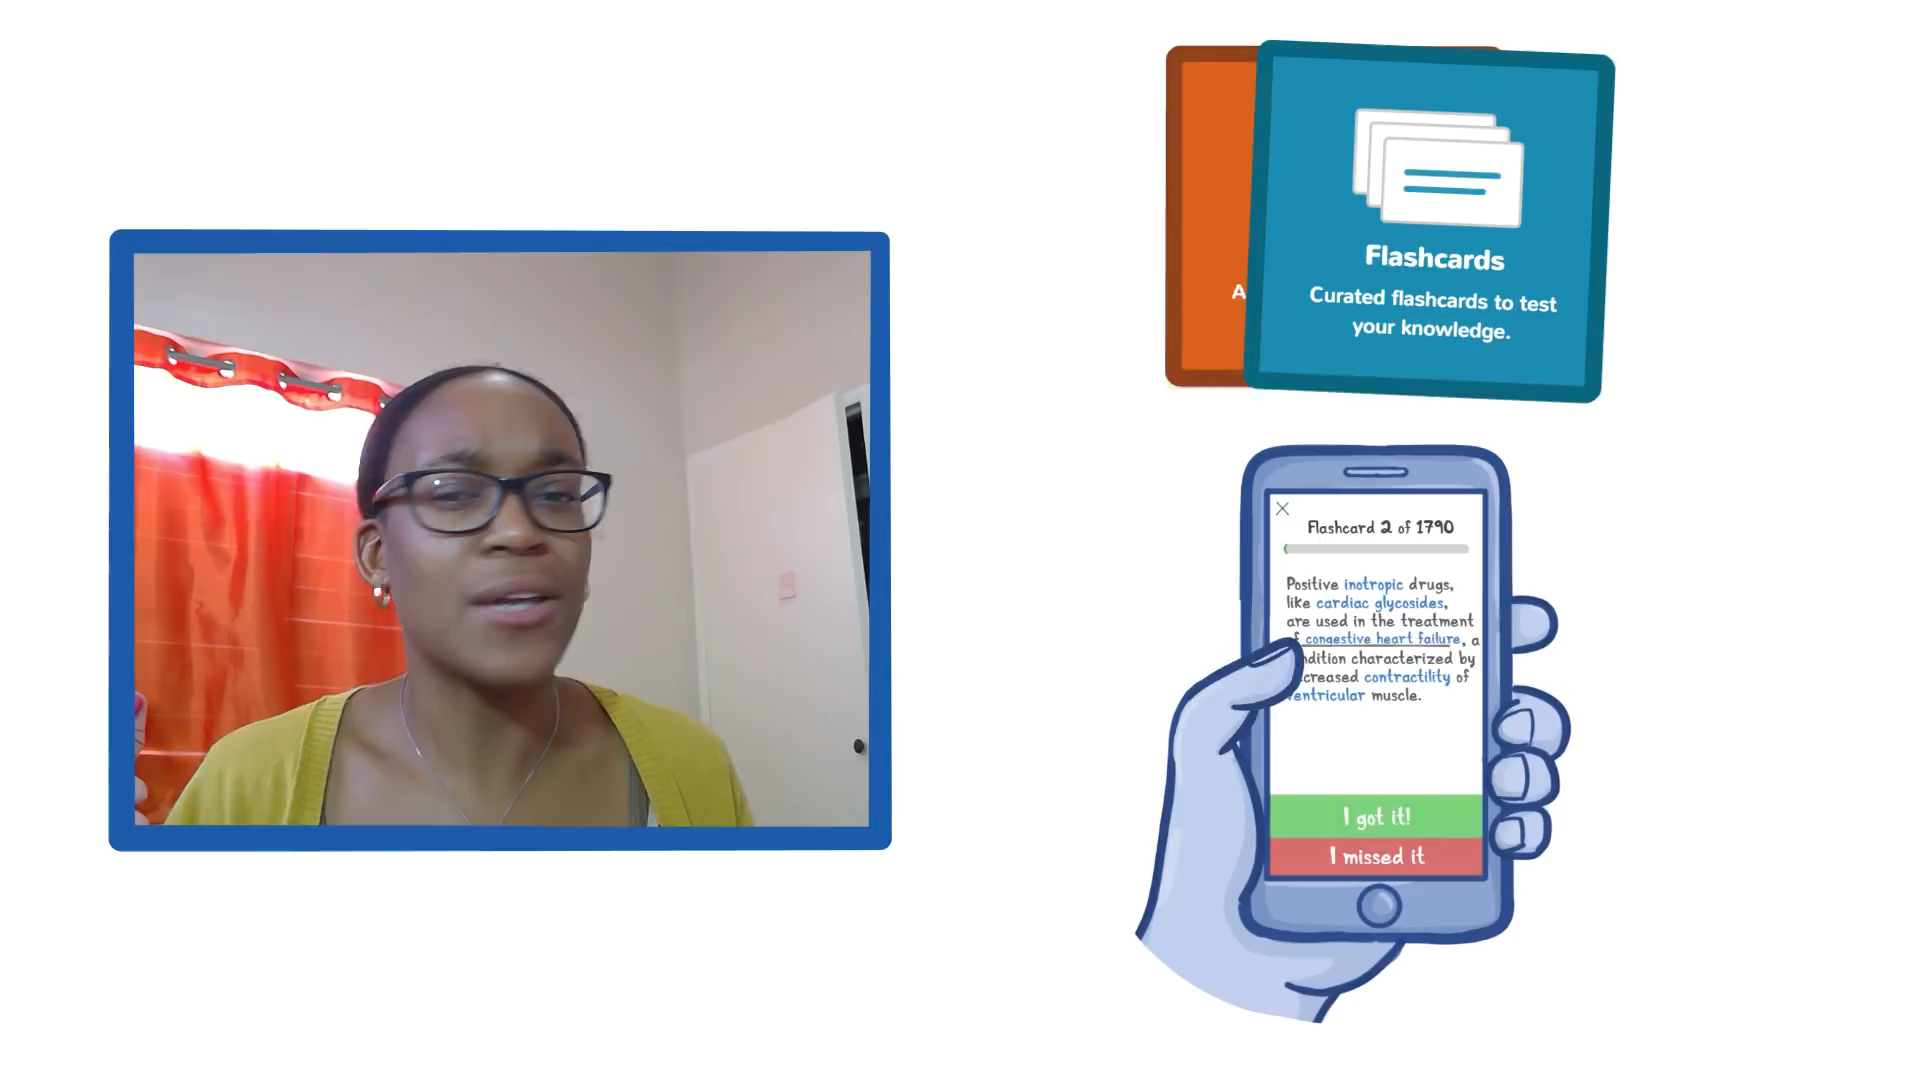 A
Flashcards
Curated flashcards to test
your knowledge.
Flashcard 2 of 1790
Positive inotropic drugs,
like cardiac glycosides,
are used in the treatment
congestive heart failure, a
characterized by
contractility of
muscle.
I got it!
I missed it